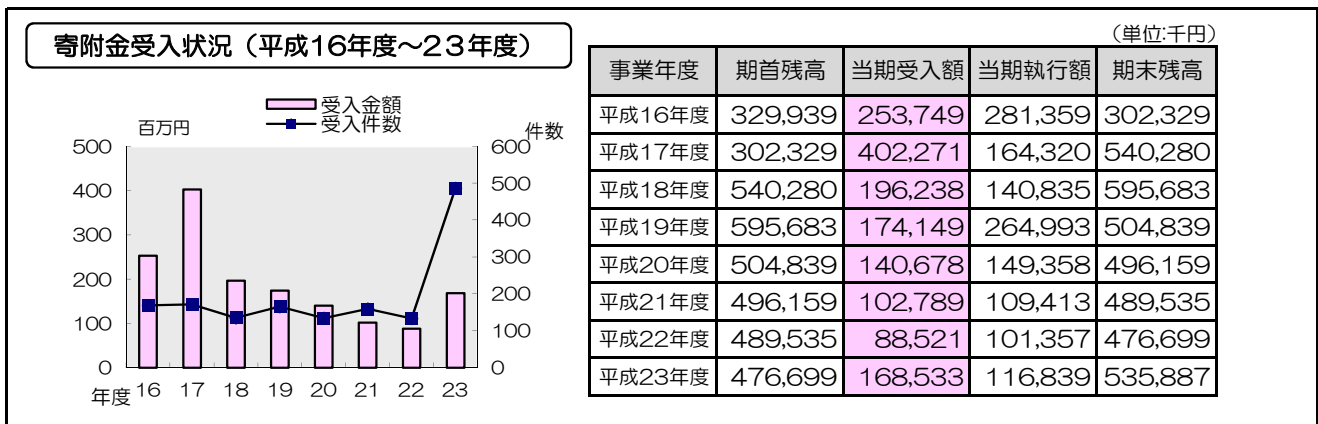 寄附金受入状況（平成16年度～23年度）
受入金額
受入件数
百万円
件数
500
400
300
200
100
0
600
500
400
300
200
100
0
年度
16 17 18 19 20 21 22 23
（単位:千円）
事業年度 期首残高 当期受入額 当期執行額 期末残高
平成16年度 329,939 253,749 281,359 302,329
平成17年度 302,329 402,271 164,320 540,280
平成18年度 540,280 196,238 140,835 595,683
平成19年度 595,683 174,149 264,993 504,839
平成20年度 504,839 140,678 149,358 496,159
平成21年度 496,159 102,789 109,413 489,535
平成22年度 489,535 88,521 101,357 476,699
平成23年度 476,699 168,533 116,839 535,887